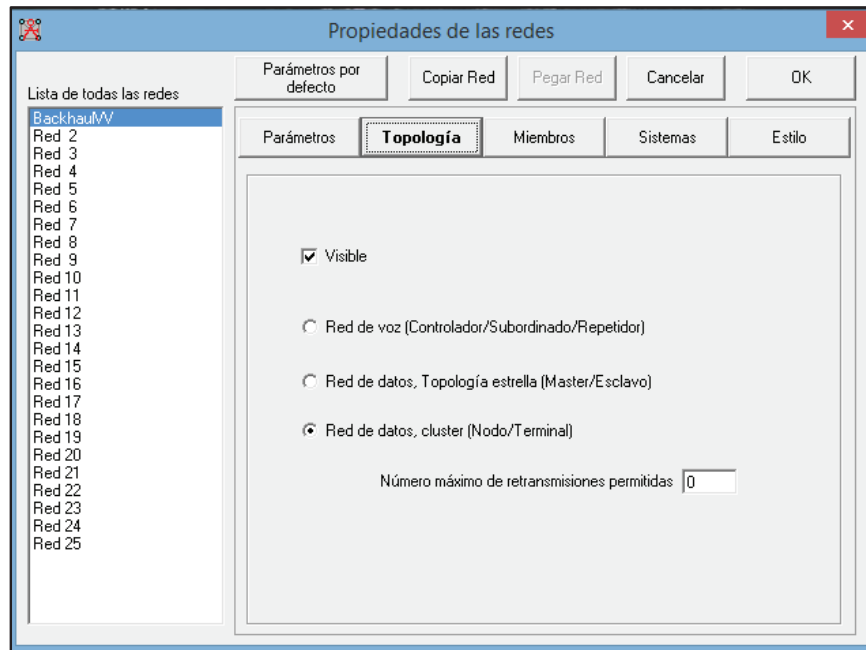 Propiedades de las redes
Lista de todas las redes
BackhaulVV
Red 2
Red 3
Red 4
Red 5
Red 6
Red 7
Red 8
Red 9
Red 10
Red 11
Red 12
Red 13
Red 14
Red 15
Red 16
Red 17
Red 18
Red 19
Red 20
Red 21
Red 22
Red 23
Red 24
Red 25
Parámetros por
defecto
Copiar Red
Pegar Red
Cancelar
OK
Parámetros
Topología
Miembros
Sistemas
Estilo
Visible
Red de voz (Controlador/Subordinado/Repetidor)
Red de datos, Topología estrella (Master/Esclavo)
Red de datos, cluster (Nodo/Terminal)
Número máximo de retransmisiones permitidas 0